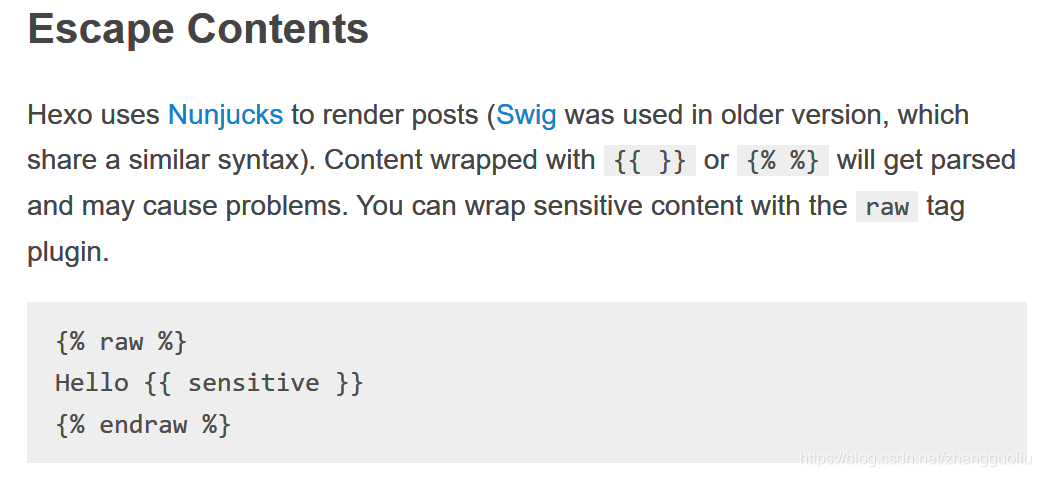 Escape Contents
Hexo uses Nunjucks to render posts (Swig was used in older version, which
share a similar syntax). Content wrapped with {{ }} or {% %} will get parsed
and may cause problems. You can wrap sensitive content with the raw tag
plugin.
{% raw %}
Hello {{ sensitive }}
{% endraw %}
https://blog.csdn.net/zhangguoliu